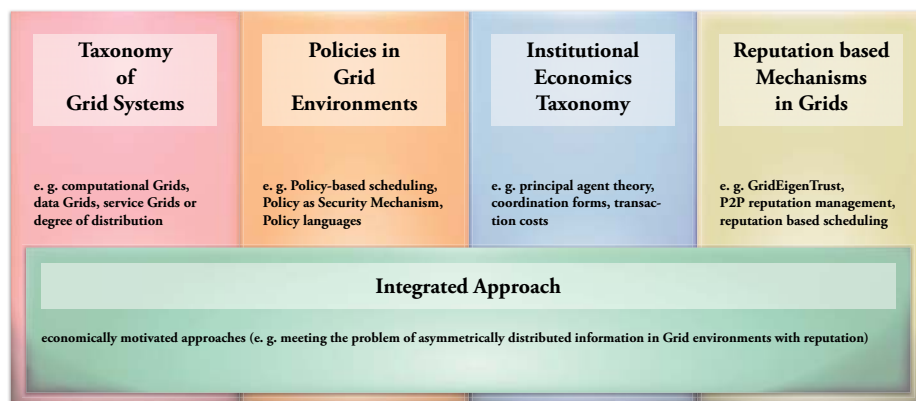 Taxonomy
of
Grid Systems
e. g. computational Grids,
data Grids, service Grids or
degree of distribution
Policies in
Grid
Environments
e. g. Policy-based scheduling,
Policy as Security Mechanism,
Policy languages
Institutional
Economics
Taxonomy
e. g. principal agent theory,
coordination forms, transac-
tion costs
Reputation based
Mechanisms
in Grids
e. g. GridEigenTrust,
P2P reputation management,
reputation based scheduling
Integrated Approach
economically motivated approaches (e. g. meeting the problem of asymmetrically distributed information in Grid environments with reputation)